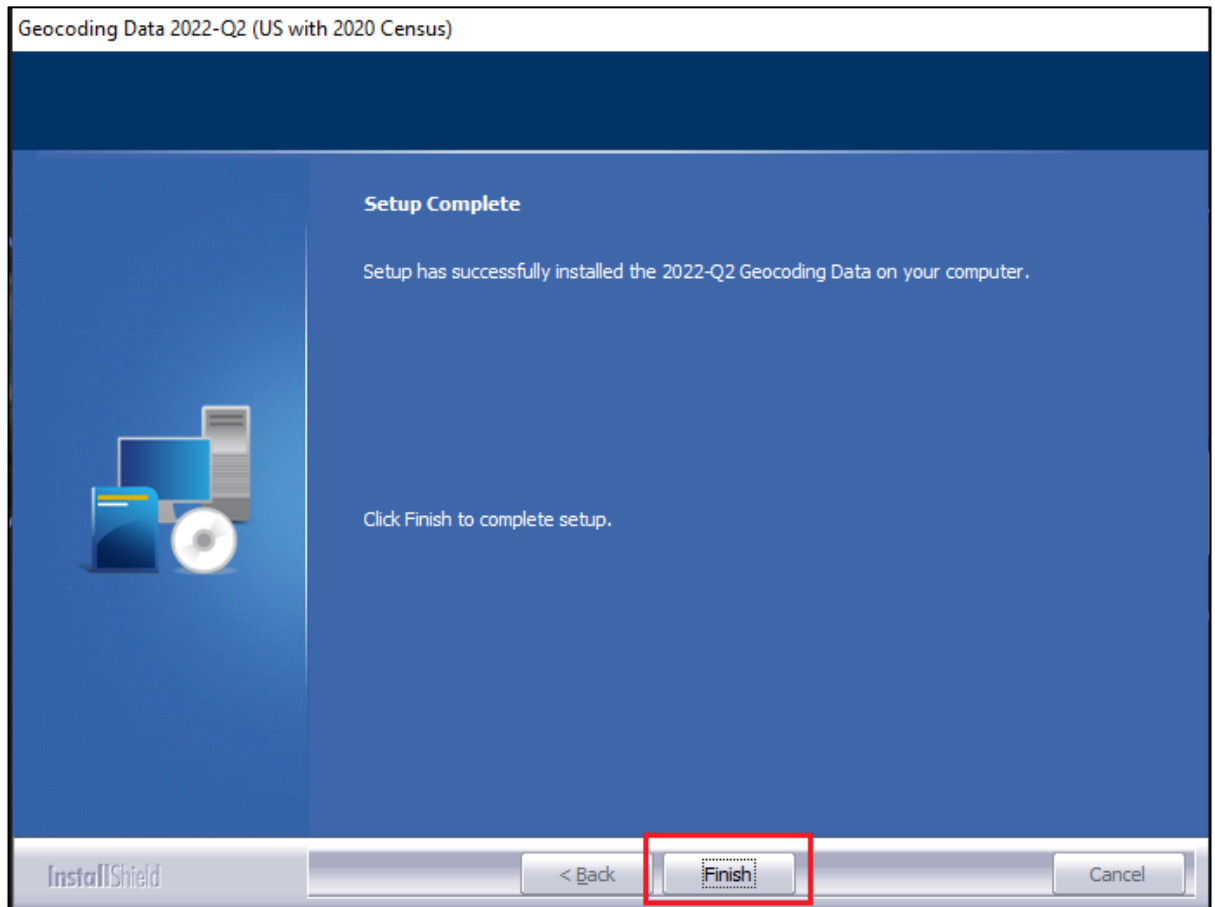 Geocoding Data 2022-Q2 (US with 2020 Census)
Setup Complete
Setup has successfully installed the 2022-Q2 Geocoding Data on your computer.
Click Finish to complete setup.
InstallShield
< Back
Finish
Cancel